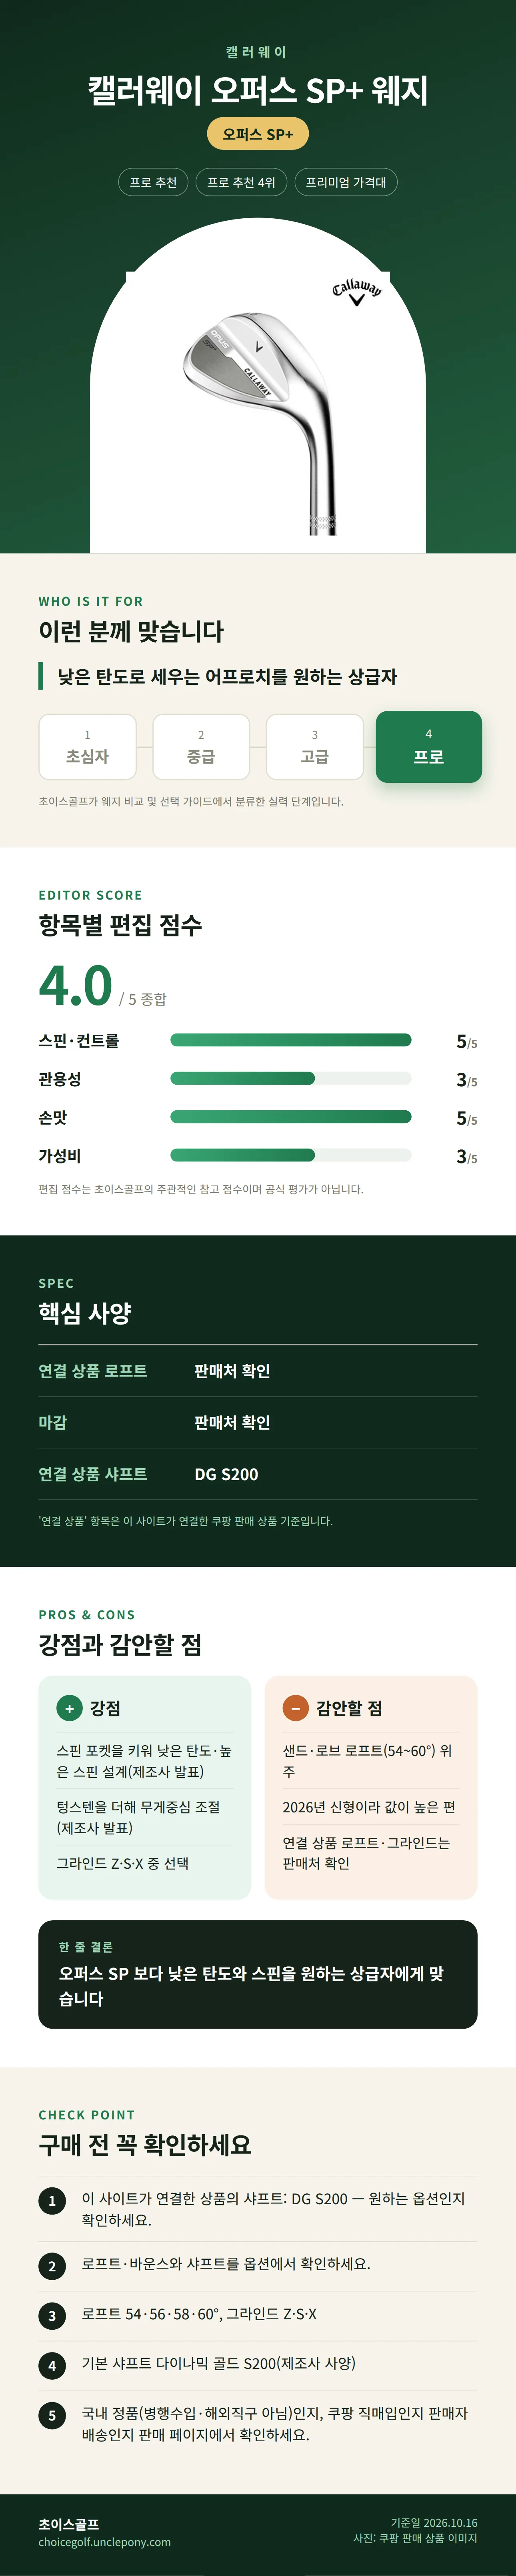 캘러웨이
캘러웨이 오퍼스 SP+ 웨지
오퍼스 SP+
프로 추천
프로 추천 4위
프리미엄 가격대
Callaway
OPUS
SP+
CALLAWAY
WHO IS IT FOR
이런 분께 맞습니다
낮은 탄도로 세우는 어프로치를 원하는 상급자
1
초심자
2
중급
3
고급
4
프로
초이스골프가 웨지 비교 및 선택 가이드에서 분류한 실력 단계입니다.
EDITOR SCORE
항목별 편집 점수
4.0 / 5 종합
스핀·컨트롤 5/5
관용성 3/5
손맛 5/5
가성비 3/5
편집 점수는 초이스골프의 주관적인 참고 점수이며 공식 평가가 아닙니다.
SPEC
핵심 사양
연결 상품 로프트 판매처 확인
마감 판매처 확인
연결 상품 샤프트 DG S200
'연결 상품' 항목은 이 사이트가 연결한 쿠팡 판매 상품 기준입니다.
PROS & CONS
강점과 감안할 점
+ 강점
스핀 포켓을 키워 낮은 탄도·높
은 스핀 설계(제조사 발표)
텅스텐을 더해 무게중심 조절
(제조사 발표)
그라인드 Z·S·X 중 선택
− 감안할 점
샌드·로브 로프트(54~60°) 위
주
2026년 신형이라 값이 높은 편
연결 상품 로프트·그라인드는
판매처 확인
한 줄 결론
오퍼스 SP 보다 낮은 탄도와 스핀을 원하는 상급자에게 맞
습니다
CHECK POINT
구매 전 꼭 확인하세요
1 이 사이트가 연결한 상품의 샤프트: DG S200 — 원하는 옵션인지
확인하세요.
2 로프트·바운스와 샤프트를 옵션에서 확인하세요.
3 로프트 54·56·58·60°, 그라인드 Z·S·X
4 기본 샤프트 다이나믹 골드 S200(제조사 사양)
5 국내 정품(병행수입·해외직구 아님)인지, 쿠팡 직매입인지 판매자
배송인지 판매 페이지에서 확인하세요.
초이스골프
choicegolf.unclepony.com
기준일 2026.10.16
사진: 쿠팡 판매 상품 이미지